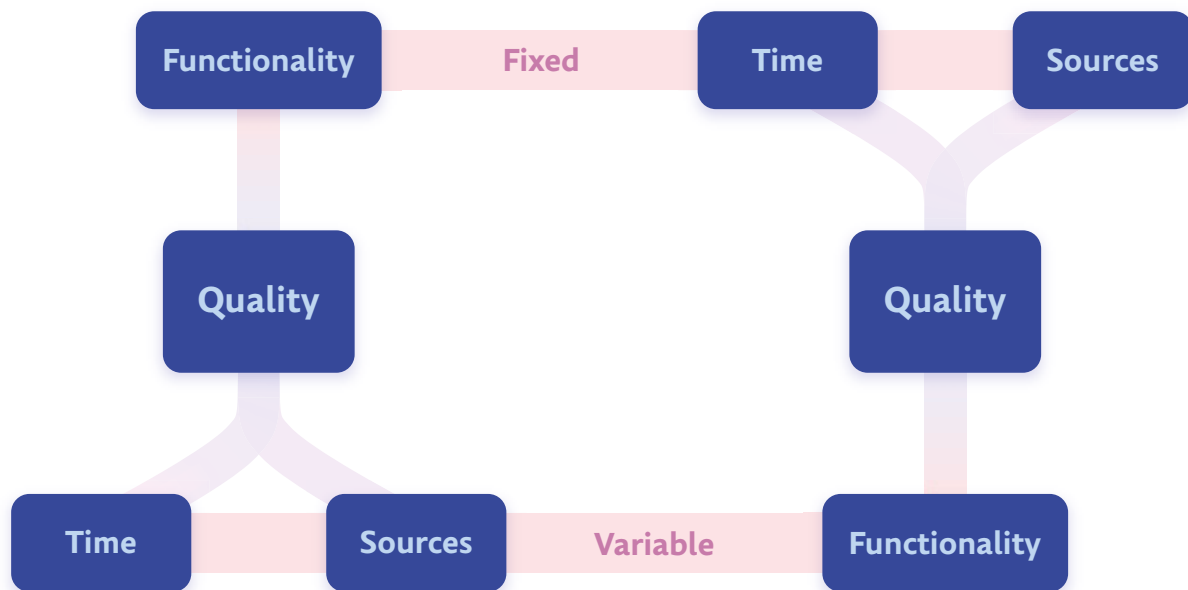 Functionality
Fixed
Time
Sources
Quality
Quality
Time
Sources
Variable
Functionality